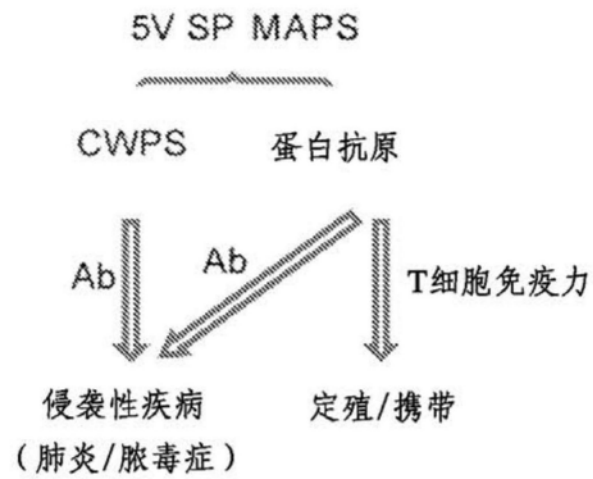 5V SP MAPS
CWPS 蛋白抗原
Ab Ab T细胞免疫力
侵袭性疾病 定殖/携带
(肺炎/脓毒症)